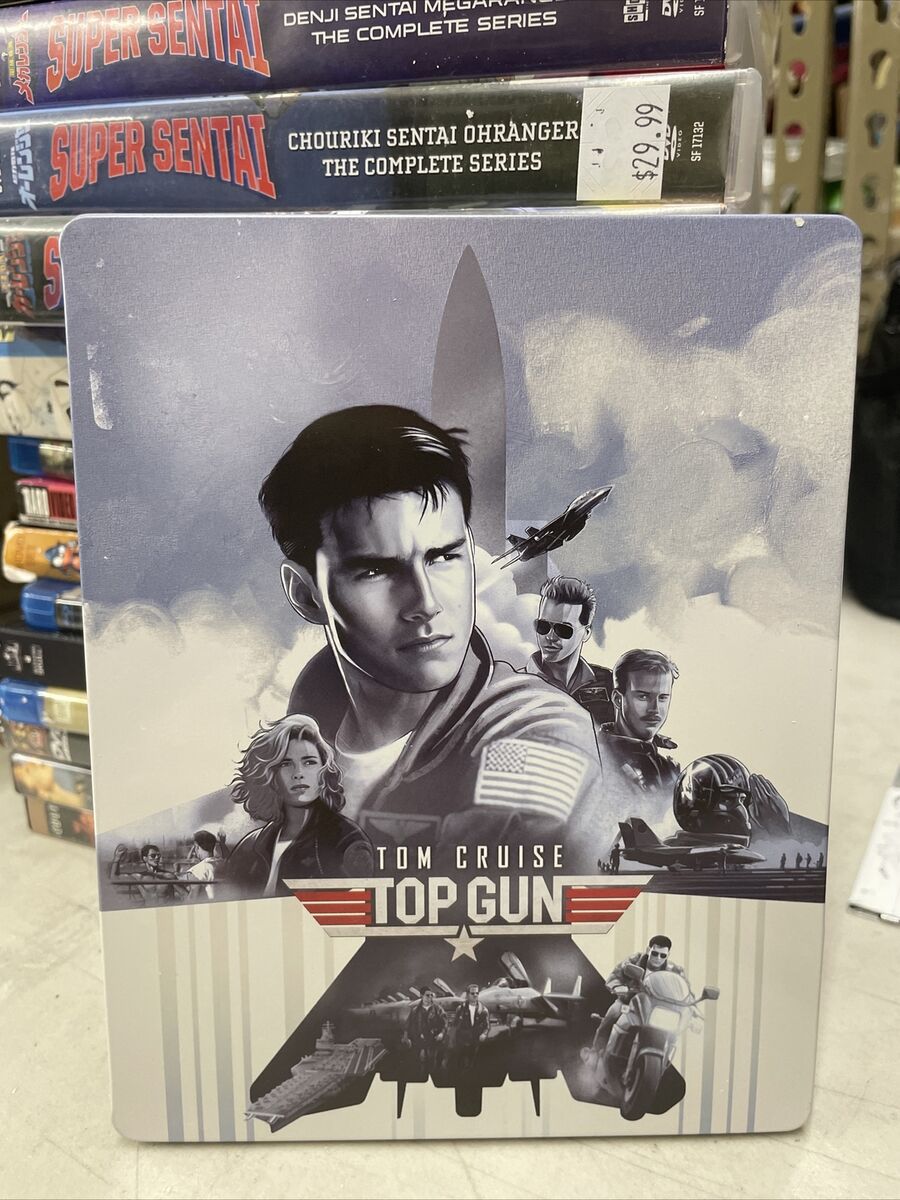 SUPER SENTAI
DENJI SENTAI MEGARANG
THE COMPLETE SERIES
SUPER SENTAI
CHOURIKI SENTAI OHRANGER
THE COMPLETE SERIES
$29.99
SF 17132
TOM CRUISE
TOP GUN